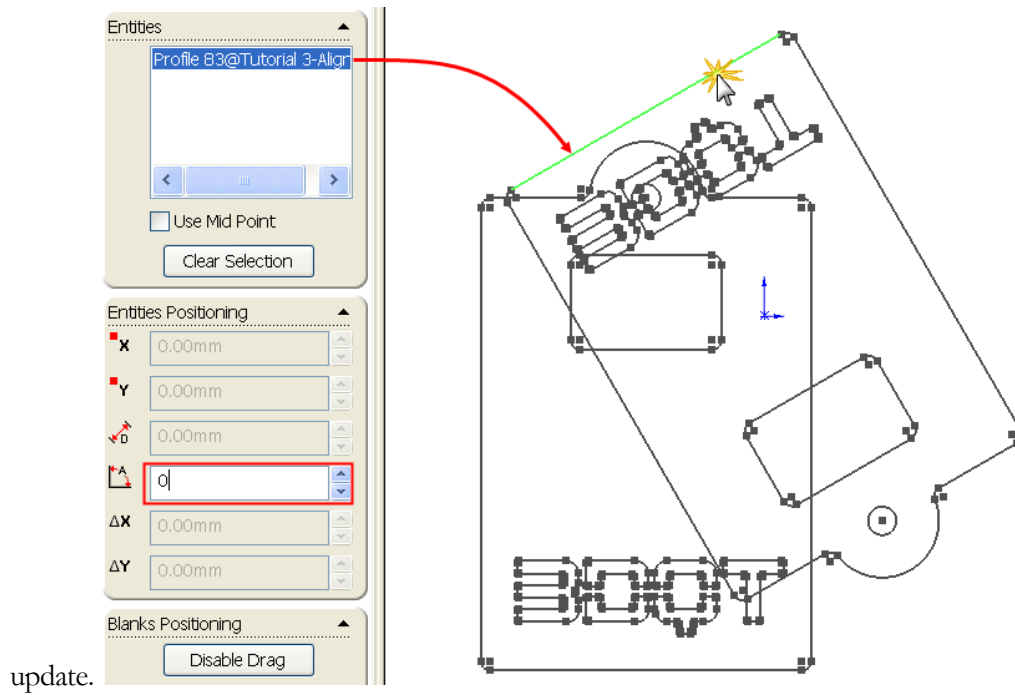 Entities
Profile 83@Tutorial 3-Align
Use Mid Point
Clear Selection
Entities Positioning
X 0.00mm
Y 0.00mm
D 0.00mm
A 0
ΔX 0.00mm
ΔY 0.00mm
Blanks Positioning
Disable Drag
update.